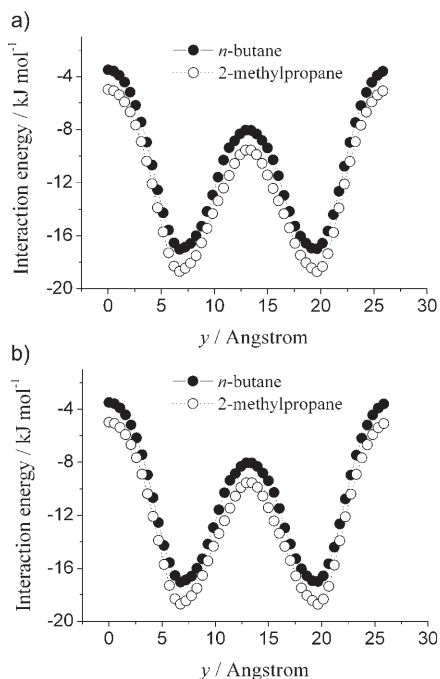 a)
n-butane
2-methylpropane
-4
-8
-12
-16
-20
Interaction energy / kJ mol⁻¹
0 5 10 15 20 25 30
y / Angstrom
b)
n-butane
2-methylpropane
-4
-8
-12
-16
-20
Interaction energy / kJ mol⁻¹
0 5 10 15 20 25 30
y / Angstrom